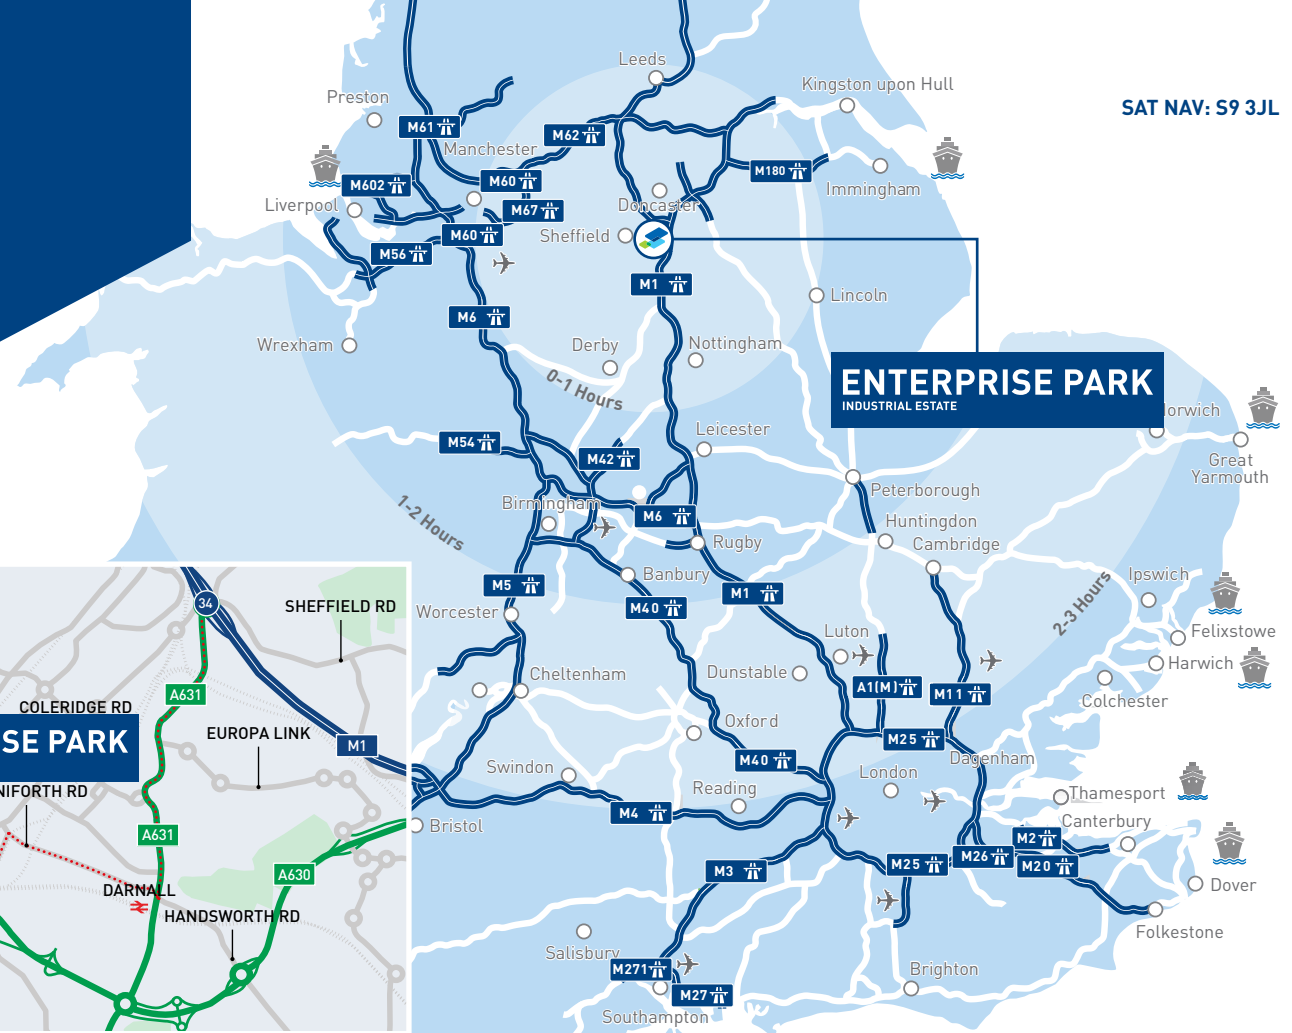 Leeds
Kingston upon Hull
Preston
SAT NAV: S9 3JL
M61
M62
Manchester
M180
M602
M60
Immingham
Liverpool
M67
Doncaster
M60
Sheffield
M56
M1
Lincoln
M6
Wrexham
Derby
Nottingham
0-1 Hours
ENTERPRISE PARK
INDUSTRIAL ESTATE
Leicester
M54
M42
Great
Yarmouth
Peterborough
1-2 Hours
Birmingham
M6
Huntingdon
Rugby
Cambridge
Banbury
Ipswich
M5
M1
2-3 Hours
M40
Worcester
Luton
Felixstowe
Harwich
Cheltenham
Dunstable
A1(M)
M11
Colchester
Oxford
M25
Dagenham
M40
Swindon
London
Reading
Thamesport
M4
Canterbury
Bristol
M2
M26
M25
M20
M3
Dover
Folkestone
Salisbury
M271
Brighton
M27
Southampton
34
SHEFFIELD RD
A631
COLERIDGE RD
SE PARK
EUROPA LINK
M1
NIFORTH RD
A631
A630
DARNALL
HANDSWORTH RD